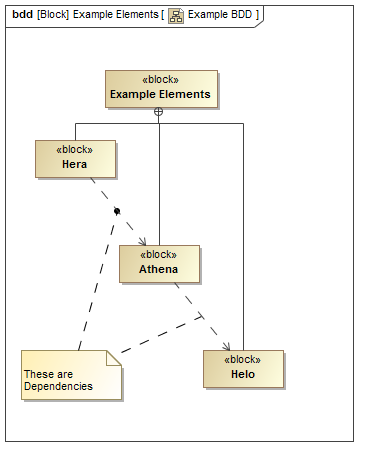 bdd [Block] Example Elements [ Example BDD ]
«block»
Example Elements
«block»
Hera
«block»
Athena
«block»
Helo
These are
Dependencies